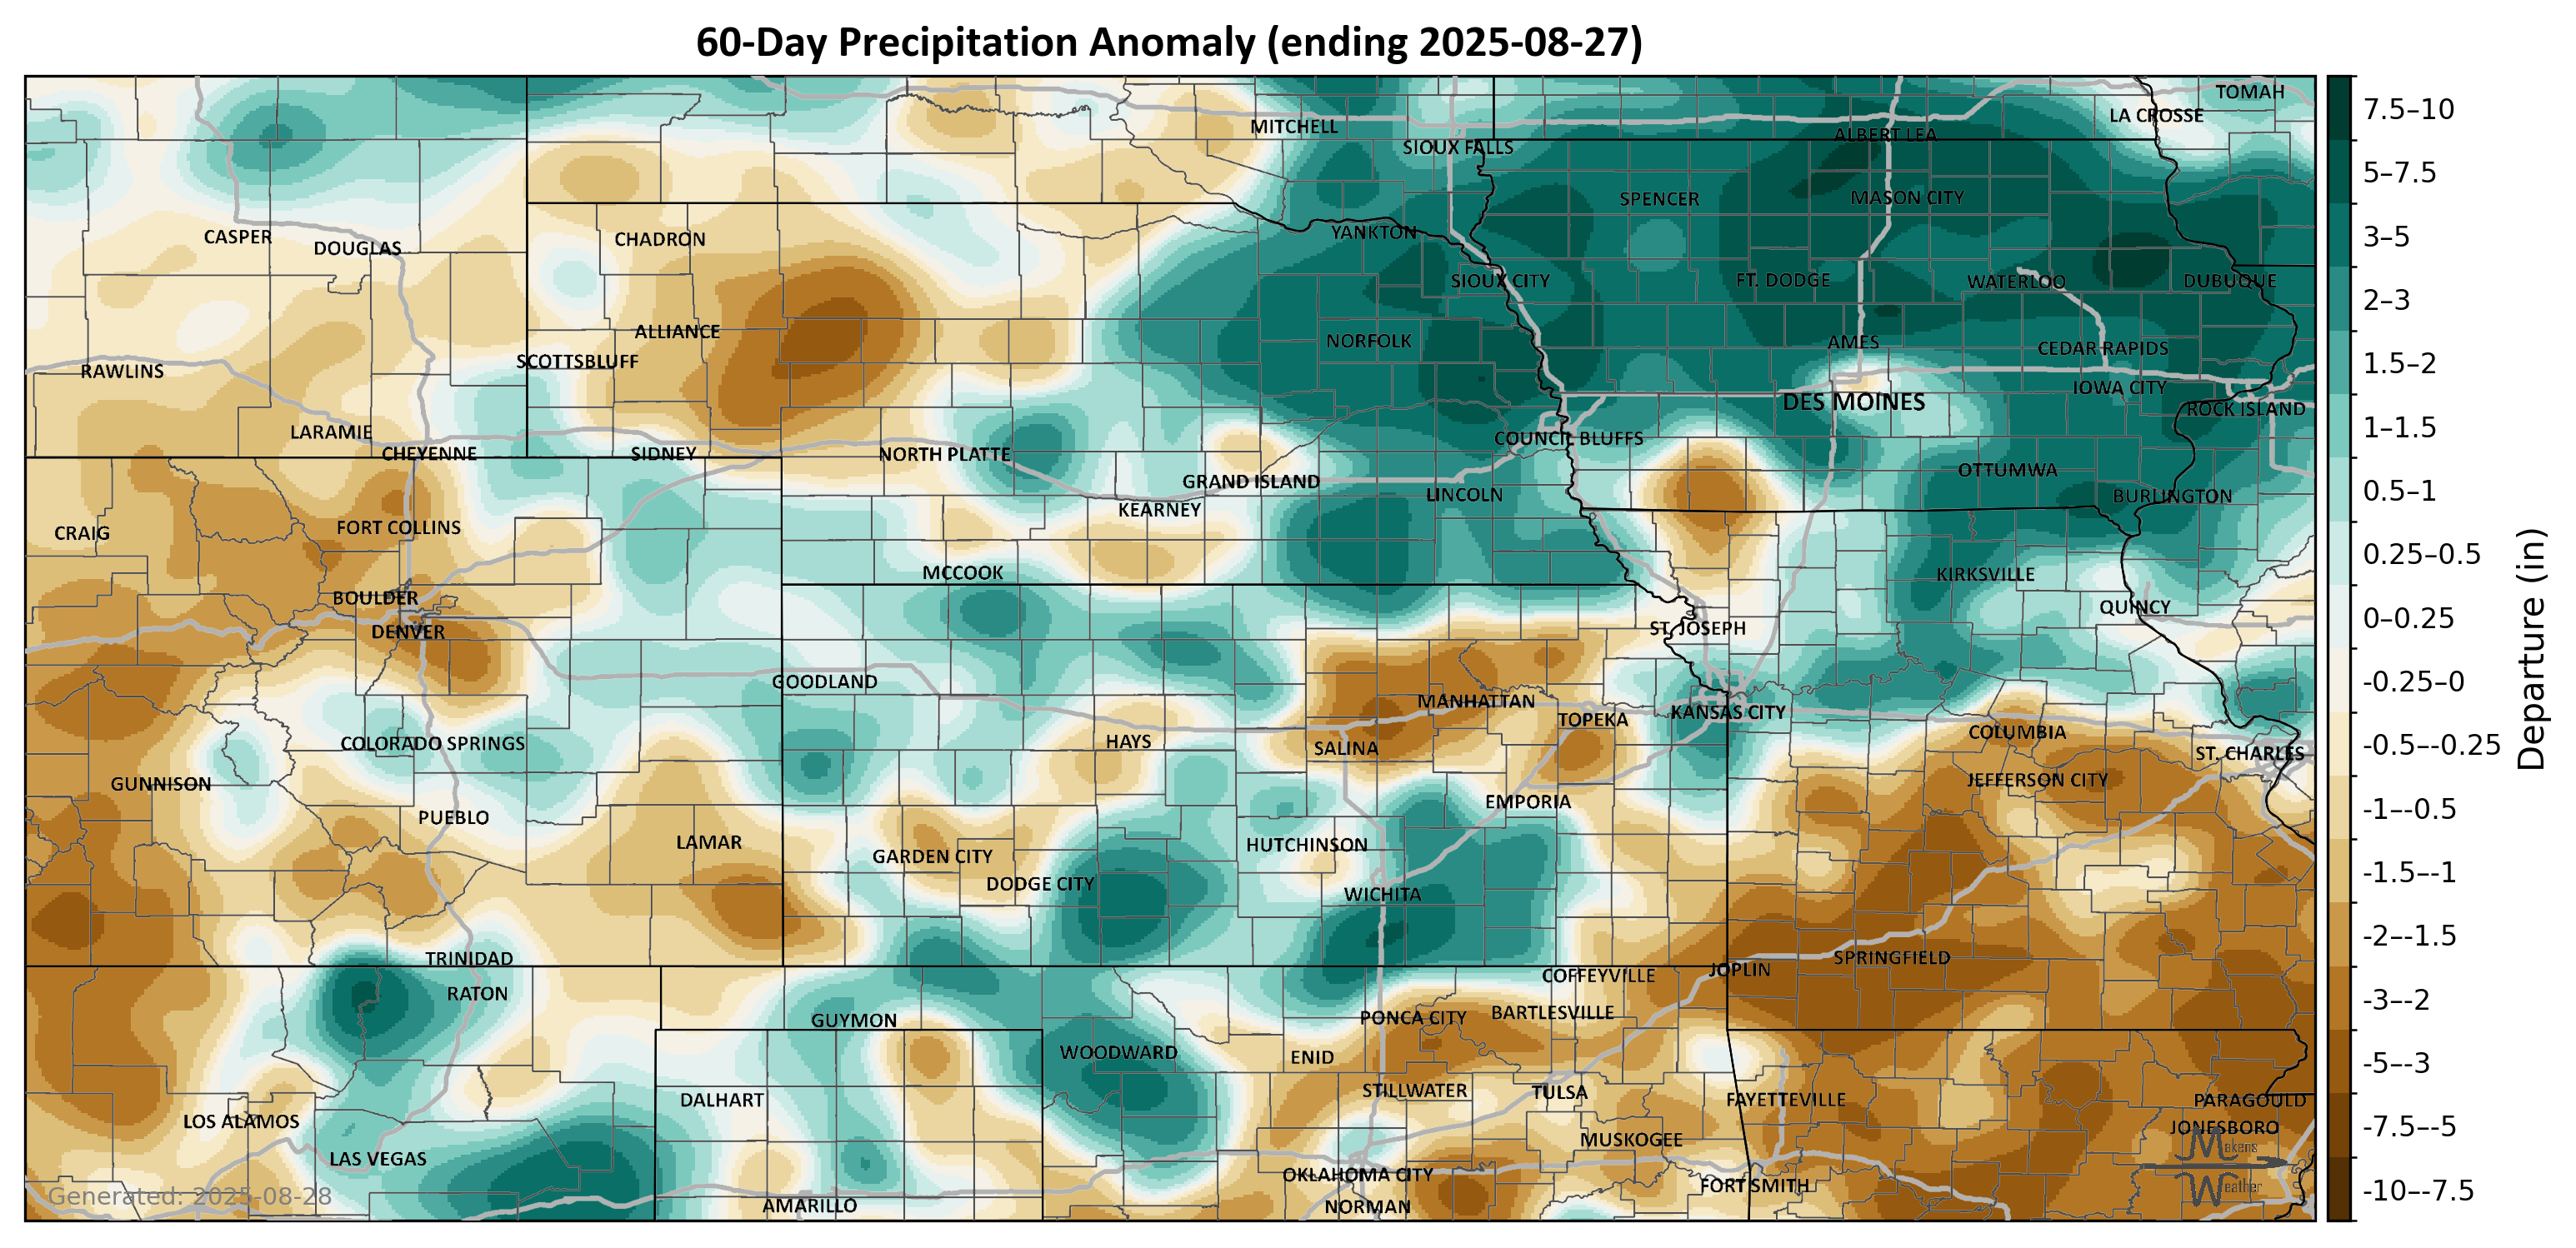 60-Day Precipitation Anomaly (ending 2025-08-27)
TOMAH
LA CROSSE
MITCHELL
ALBERT LEA
SIOUX FALLS
SPENCER
MASON CITY
CASPER
DOUGLAS
CHADRON
YANKTON
SIOUX CITY
FT. DODGE
WATERLOO
DUBUQUE
ALLIANCE
NORFOLK
AMES
CEDAR RAPIDS
SCOTTSBLUFF
RAWLINS
IOWA CITY
DES MOINES
ROCK ISLAND
LARAMIE
COUNCIL BLUFFS
CHEYENNE
SIDNEY
NORTH PLATTE
OTTUMWA
GRAND ISLAND
LINCOLN
BURLINGTON
KEARNEY
CRAIG
FORT COLLINS
MCCOOK
KIRKSVILLE
BOULDER
QUINCY
DENVER
ST. JOSEPH
GOODLAND
MANHATTAN
KANSAS CITY
TOPEKA
COLUMBIA
COLORADO SPRINGS
HAYS
SALINA
ST. CHARLES
GUNNISON
JEFFERSON CITY
EMPORIA
PUEBLO
LAMAR
HUTCHINSON
GARDEN CITY
DODGE CITY
WICHITA
TRINIDAD
SPRINGFIELD
JOPLIN
COFFEYVILLE
RATON
BARTLESVILLE
PONCA CITY
GUYMON
WOODWARD
ENID
STILLWATER
TULSA
DALHART
FAYETTEVILLE
PARAGOULD
LOS ALAMOS
JONESBORO
MUSKOGEE
LAS VEGAS
OKLAHOMA CITY
FORT SMITH
AMARILLO
NORMAN
Generated: 2025-08-28
Makens
Weather
7.5–10
5–7.5
3–5
2–3
1.5–2
1–1.5
0.5–1
0.25–0.5
0–0.25
-0.25–0
-0.5–-0.25
-1–-0.5
-1.5–-1
-2–-1.5
-3–-2
-5–-3
-7.5–-5
-10–-7.5
Departure (in)